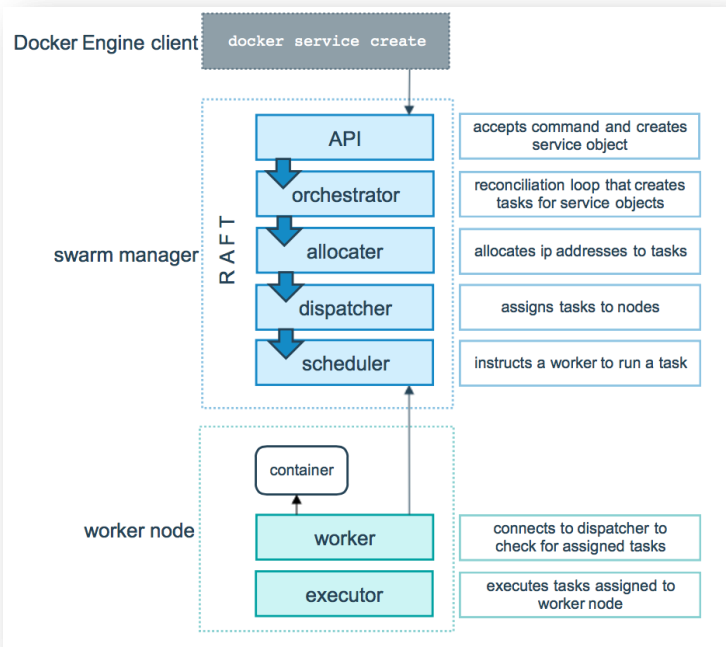 Docker Engine client
docker service create
swarm manager
RAFT
API
accepts command and creates
service object
orchestrator
reconciliation loop that creates
tasks for service objects
allocater
allocates ip addresses to tasks
dispatcher
assigns tasks to nodes
scheduler
instructs a worker to run a task
worker node
container
worker
connects to dispatcher to
check for assigned tasks
executor
executes tasks assigned to
worker node